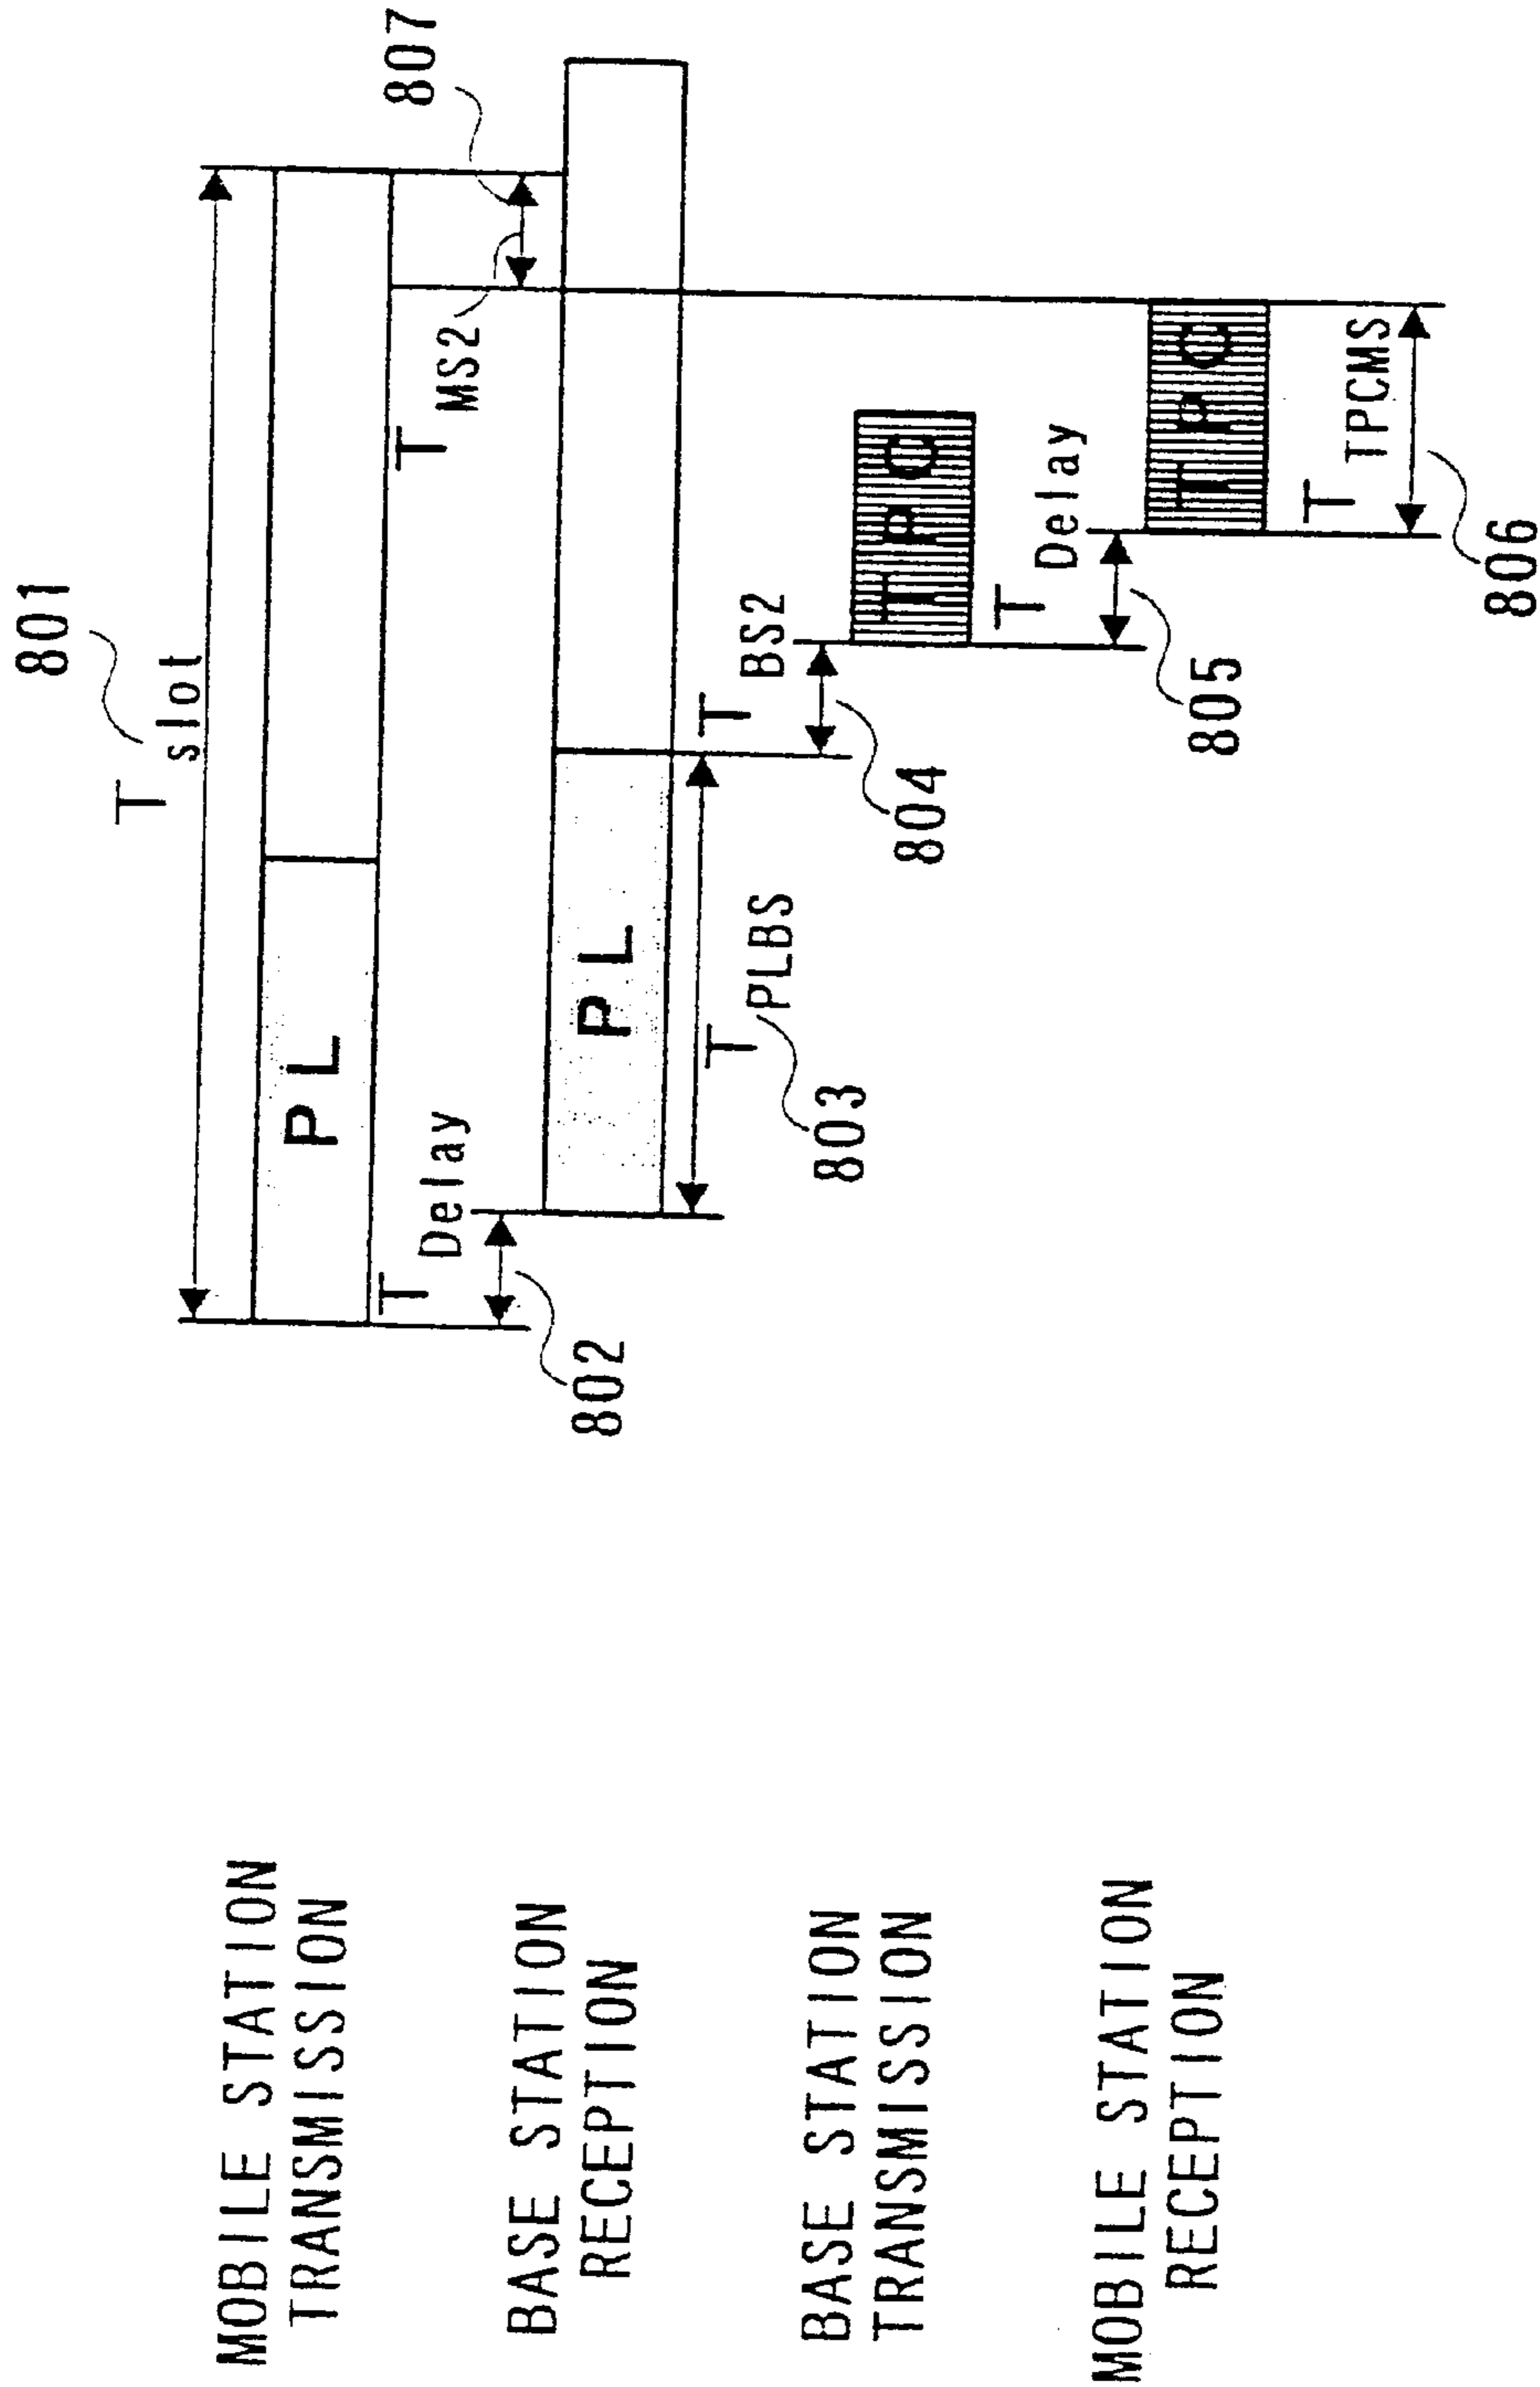 801
T slot
MOBILE STATION
TRANSMISSION
PL
T Delay
802
T MS2
807
BASE STATION
RECEPTION
PL
T PLBS
803
T BS2
804
BASE STATION
TRANSMISSION
TPC
T Delay
805
MOBILE STATION
RECEPTION
TPC
T TPCMS
806